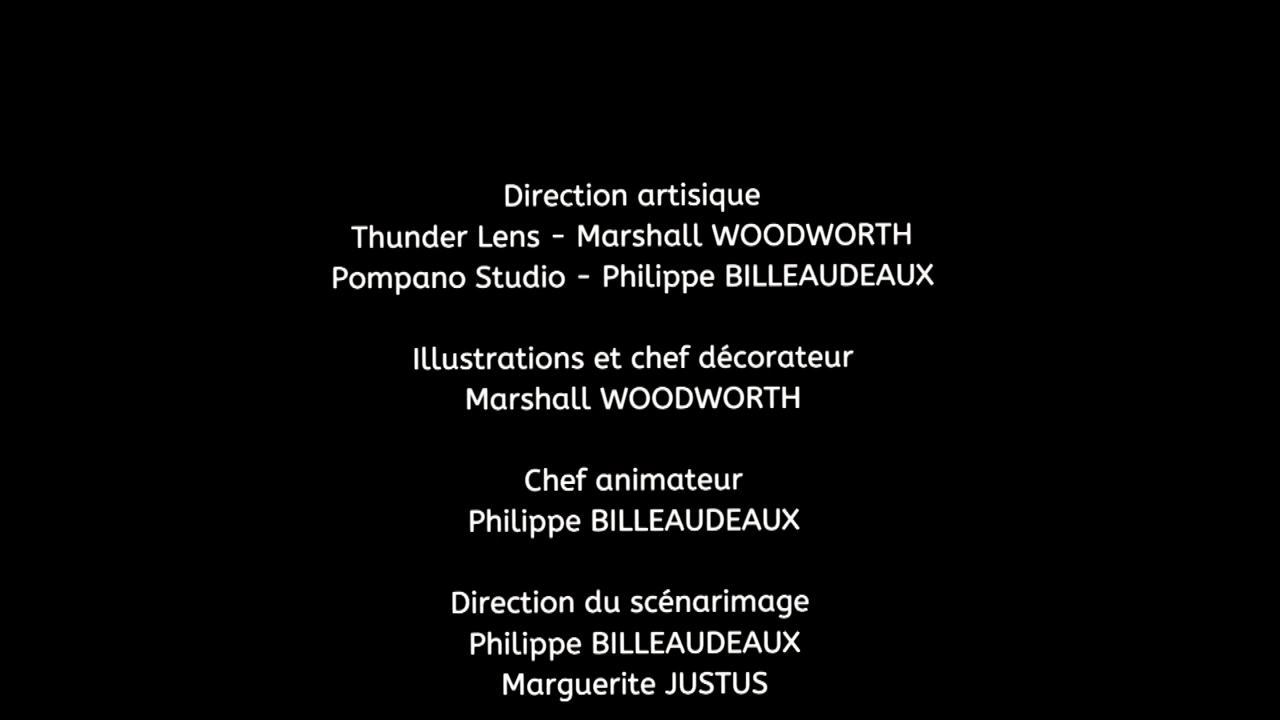 Direction artisique
Thunder Lens - Marshall WOODWORTH
Pompano Studio - Philippe BILLEAUDEAUX
Illustrations et chef décorateur
Marshall WOODWORTH
Chef animateur
Philippe BILLEAUDEAUX
Direction du scénarimage
Philippe BILLEAUDEAUX
Marguerite JUSTUS